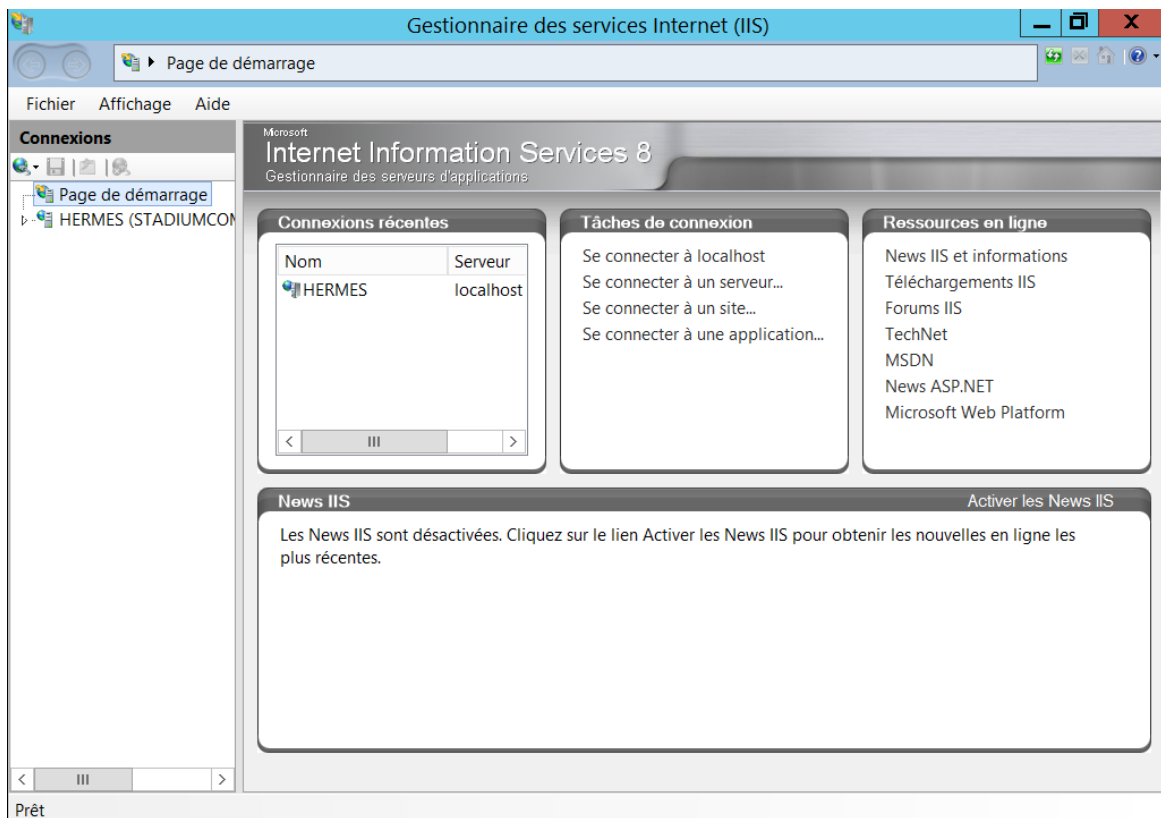 Gestionnaire des services Internet (IIS)
Page de démarrage
Fichier Affichage Aide
Connexions
Page de démarrage
HERMES (STADIUMCOM
Microsoft
Internet Information Services 8
Gestionnaire des serveurs d'applications
Connexions récentes
Nom Serveur
HERMES localhost
Tâches de connexion
Se connecter à localhost
Se connecter à un serveur...
Se connecter à un site...
Se connecter à une application...
Ressources en ligne
News IIS et informations
Téléchargements IIS
Forums IIS
TechNet
MSDN
News ASP.NET
Microsoft Web Platform
News IIS Activer les News IIS
Les News IIS sont désactivées. Cliquez sur le lien Activer les News IIS pour obtenir les nouvelles en ligne les
plus récentes.
Prêt